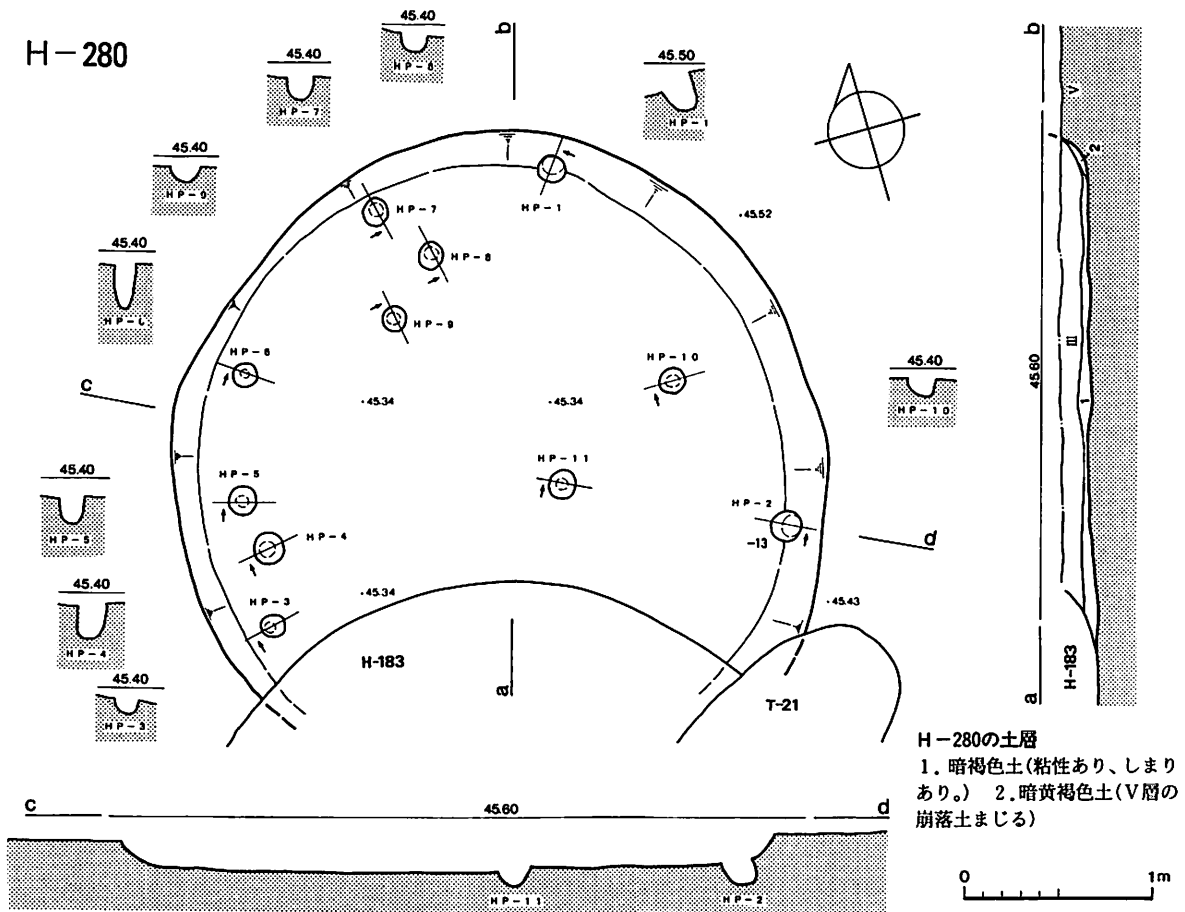 H-280
45.40
HP-8
45.40
HP-7
b
45.50
HP-1
45.40
HP-9
HP-7
HP-1
45.52
HP-8
45.40
HP-9
HP-6
HP-10
c
45.34
45.34
45.40
HP-10
HP-5
HP-11
45.40
HP-5
HP-2
-13
d
HP-4
45.40
HP-4
HP-3
45.34
45.43
H-183
a
T-21
45.40
HP-3
b
V
2
III
45.60
1
H-183
a
H-280の土層
1. 暗褐色土(粘性あり、しまり
あり。) 2.暗黄褐色土(V層の
崩落土まじる)
c
45.60
d
HP-11
HP-2
0
1m